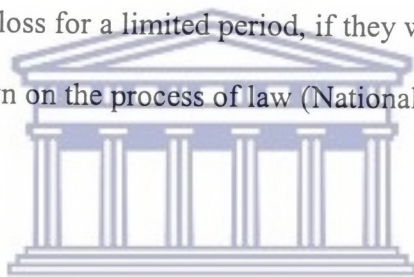 loss for a limited period, if they w
n on the process of law (National